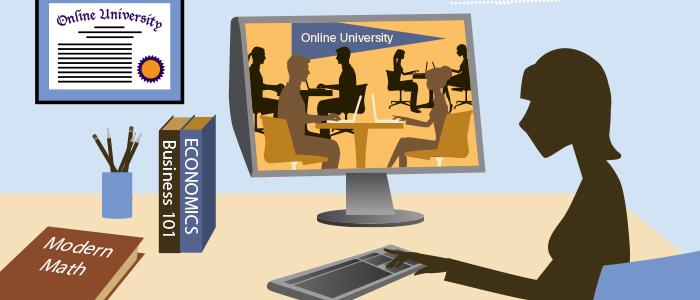 Online University
Online University
ECONOMICS
Business 101
Modern
Math